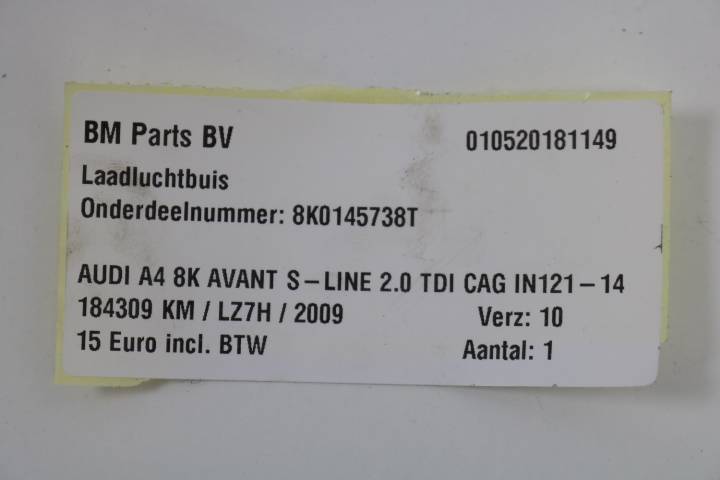 BM Parts BV 010520181149
Laadluchtbuis
Onderdeelnummer: 8K0145738T
AUDI A4 8K AVANT S-LINE 2.0 TDI CAG IN121-14
184309 KM / LZ7H / 2009 Verz: 10
15 Euro incl. BTW Aantal: 1